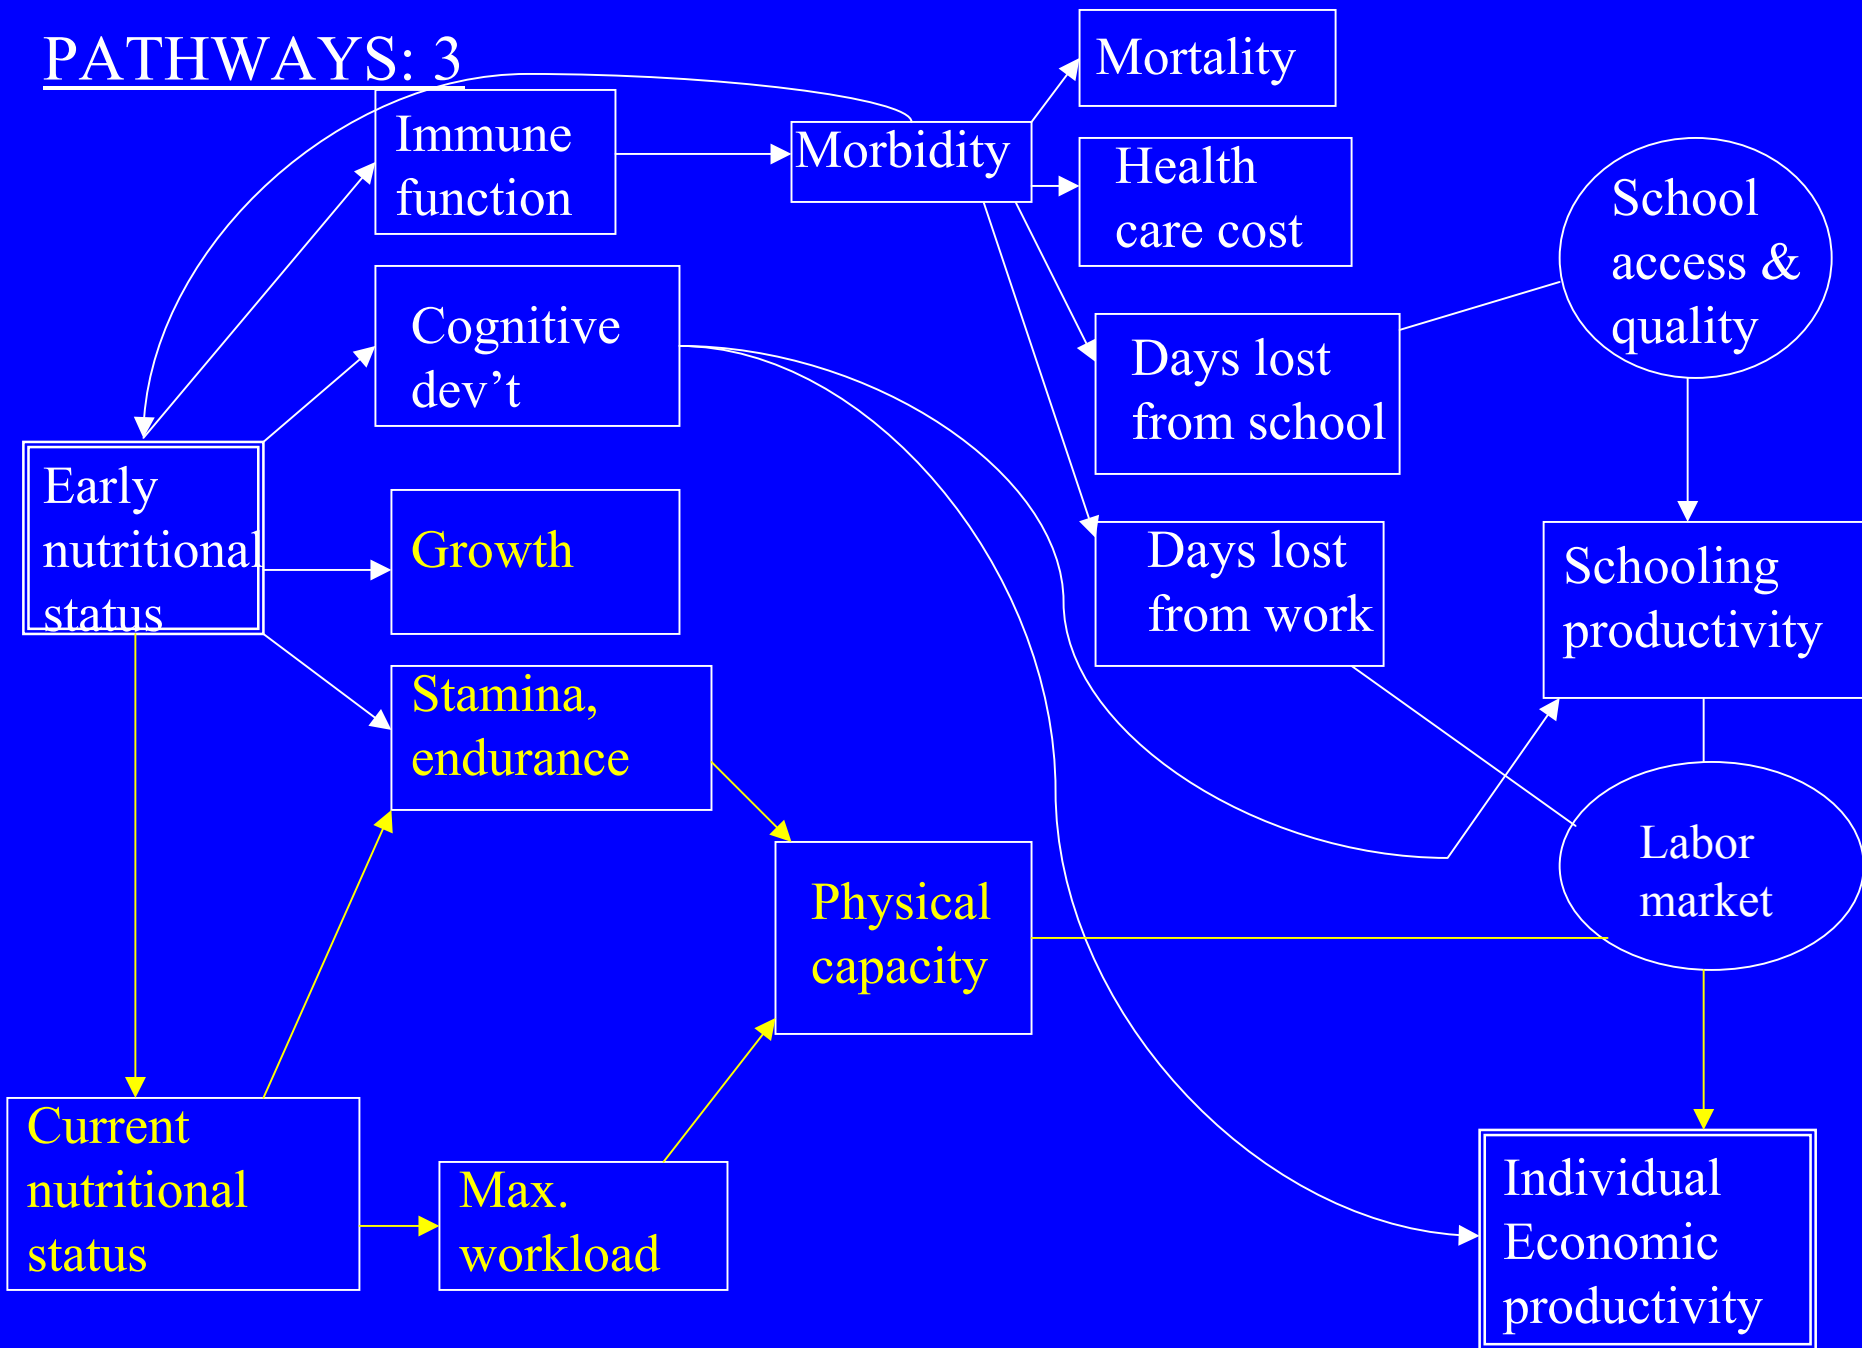 PATHWAYS: 3
Mortality
Immune
function
Morbidity
Health
care cost
School
access &
quality
Cognitive
dev’t
Days lost
from school
Early
nutritional
status
Growth
Days lost
from work
Schooling
productivity
Stamina,
endurance
Labor
market
Physical
capacity
Current
nutritional
status
Max.
workload
Individual
Economic
productivity